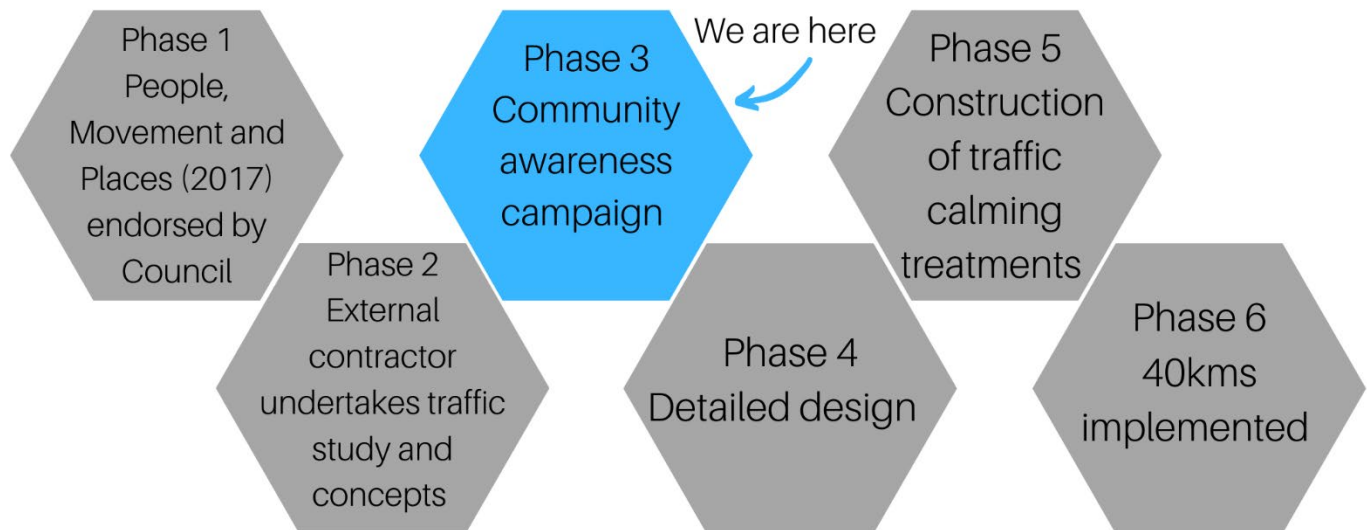 Phase 1
People,
Movement and
Places (2017)
endorsed by
Council
Phase 2
External
contractor
undertakes traffic
study and
concepts
Phase 3
Community
awareness
campaign
We are here
Phase 4
Detailed design
Phase 5
Construction
of traffic
calming
treatments
Phase 6
40kms
implemented